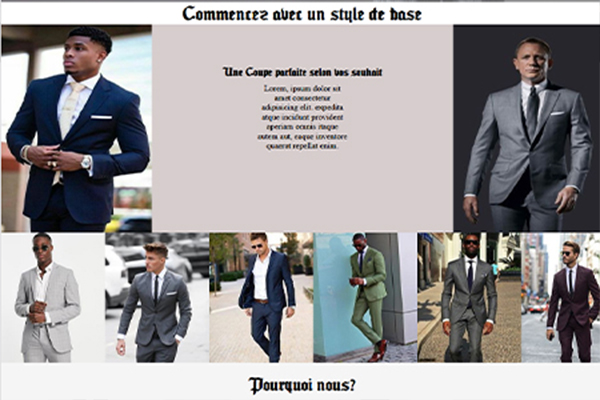 Commencez avec un style de base
Une Coupe parfaite selon vos souhait
Lorem, ipsum dolor sit
amet consectetur
adipisicing elit. expedita
atque incidunt provident
aperiam omnis itaque
autem aut, eaque inventore
quaerat repellat enim.
Pourquoi nous?